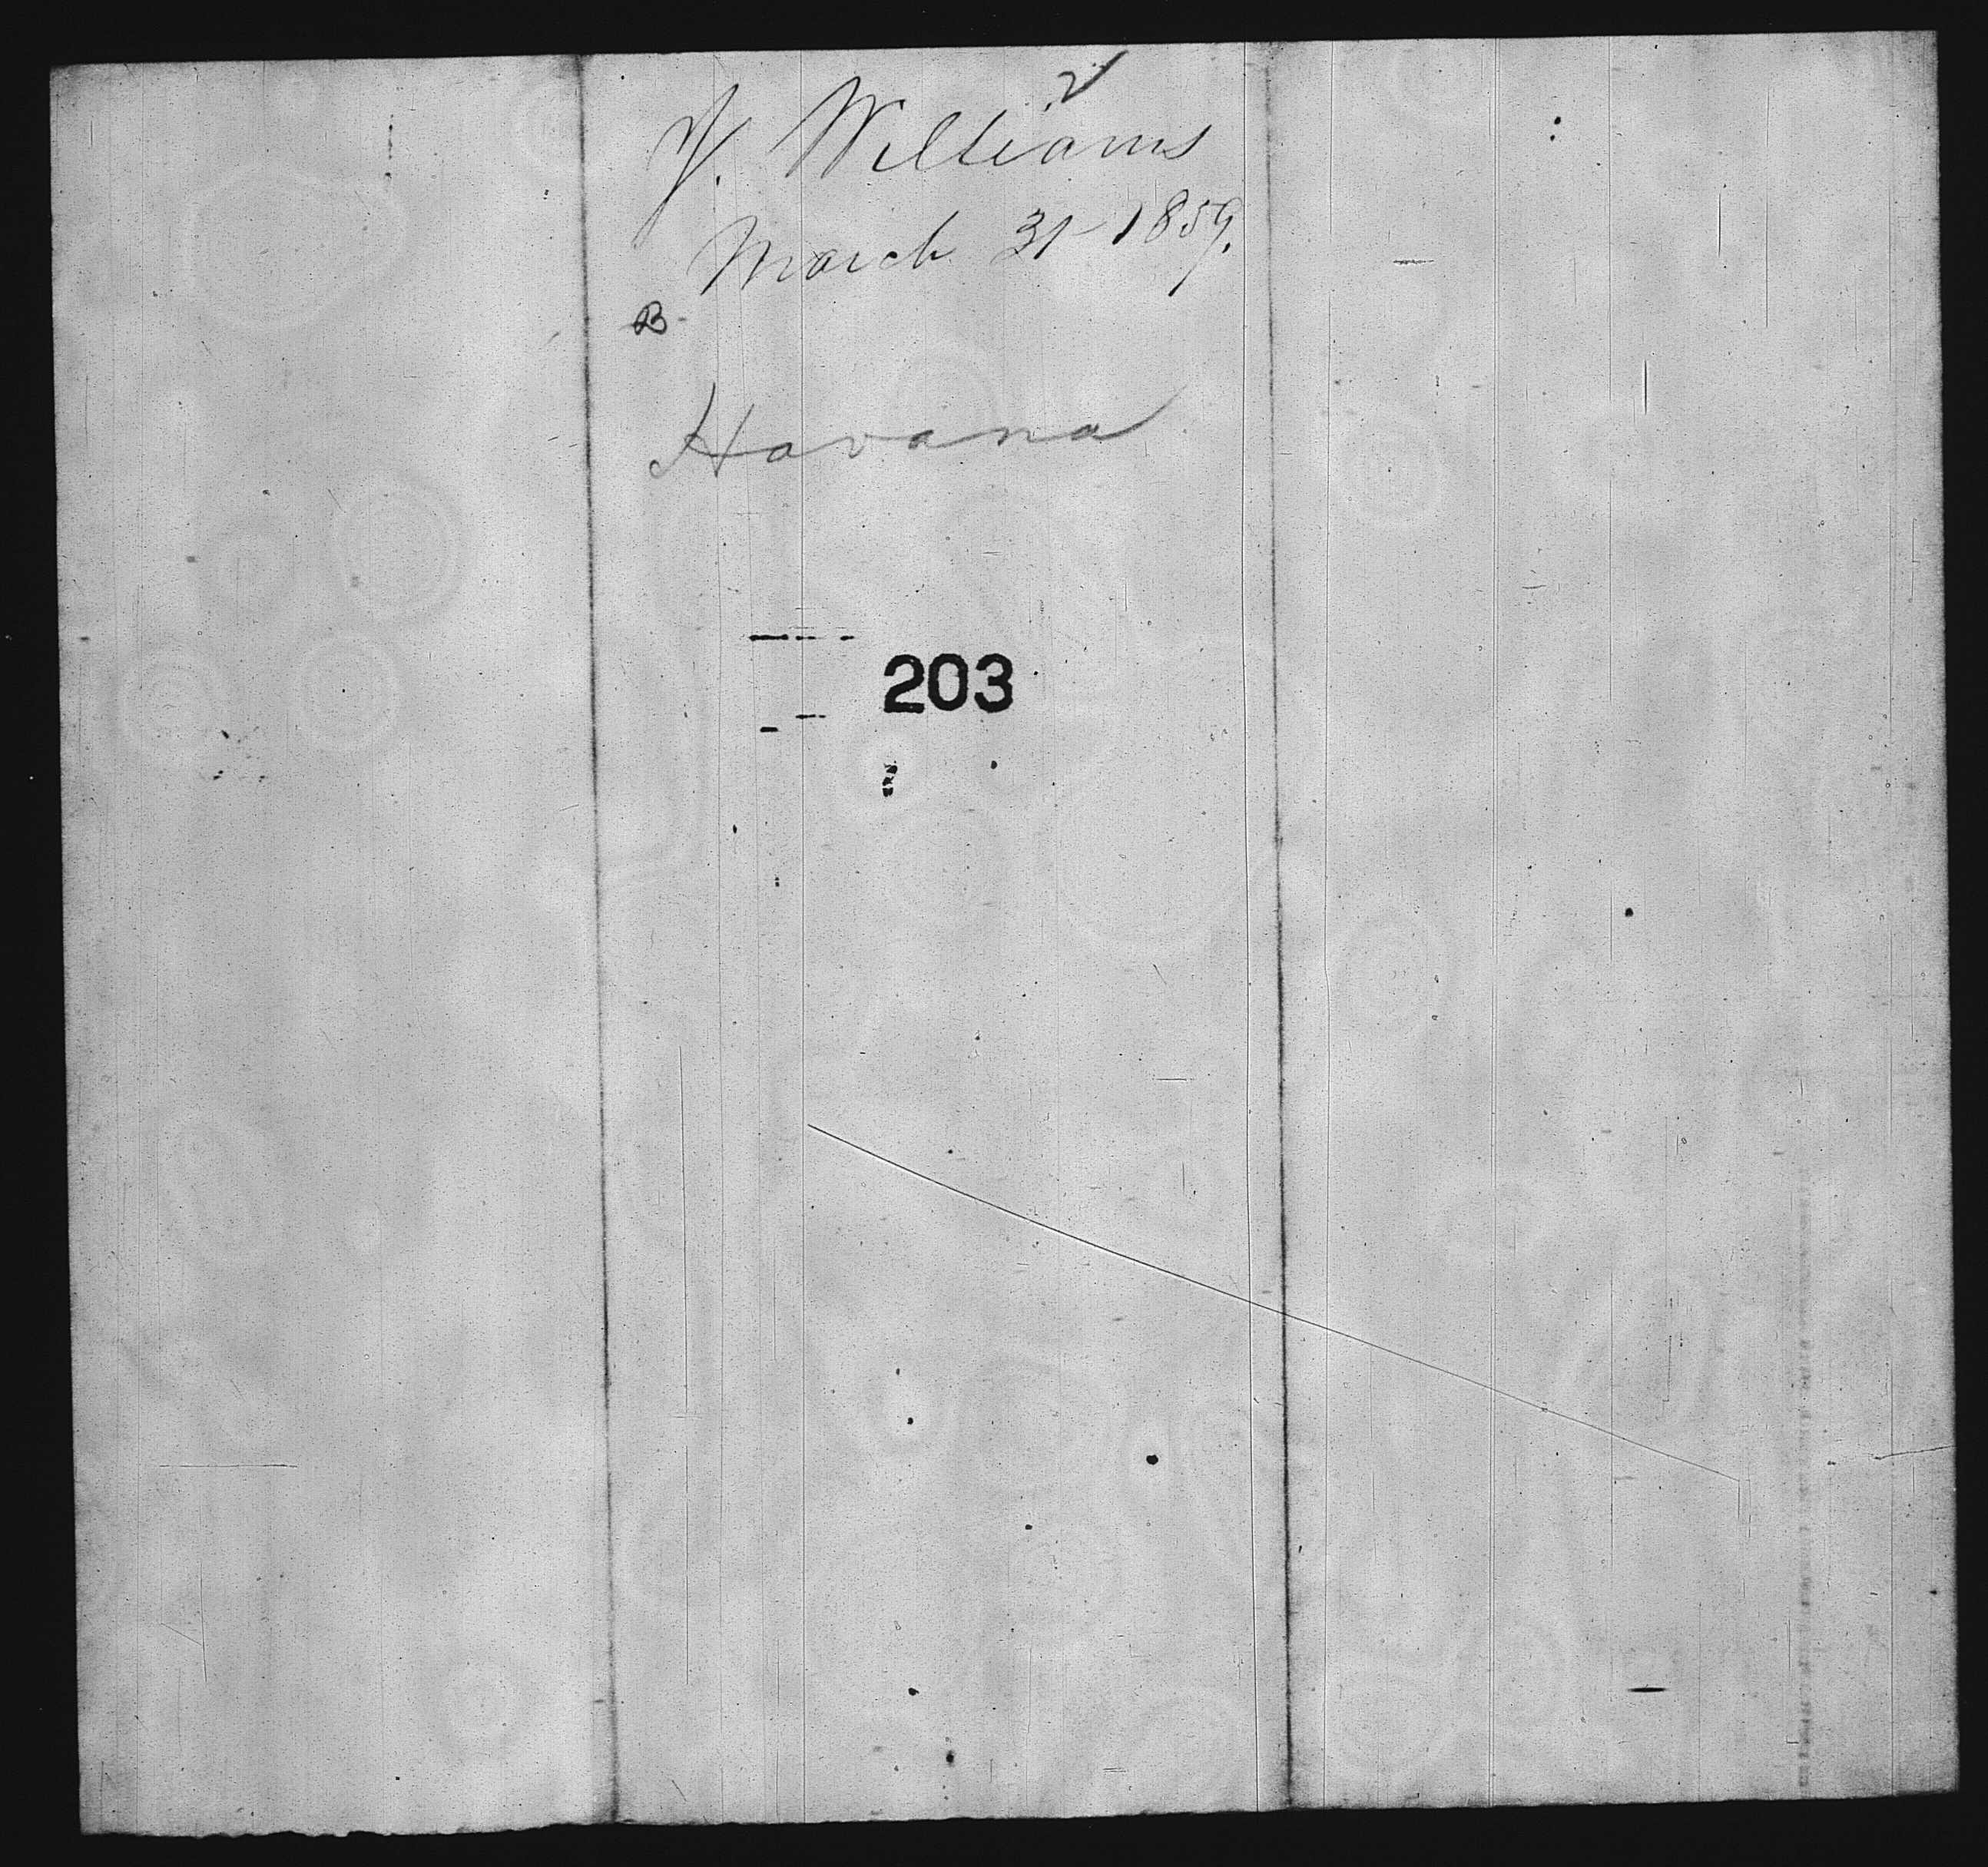 Y. Williams
March 31 - 1859.
B
Havana
203